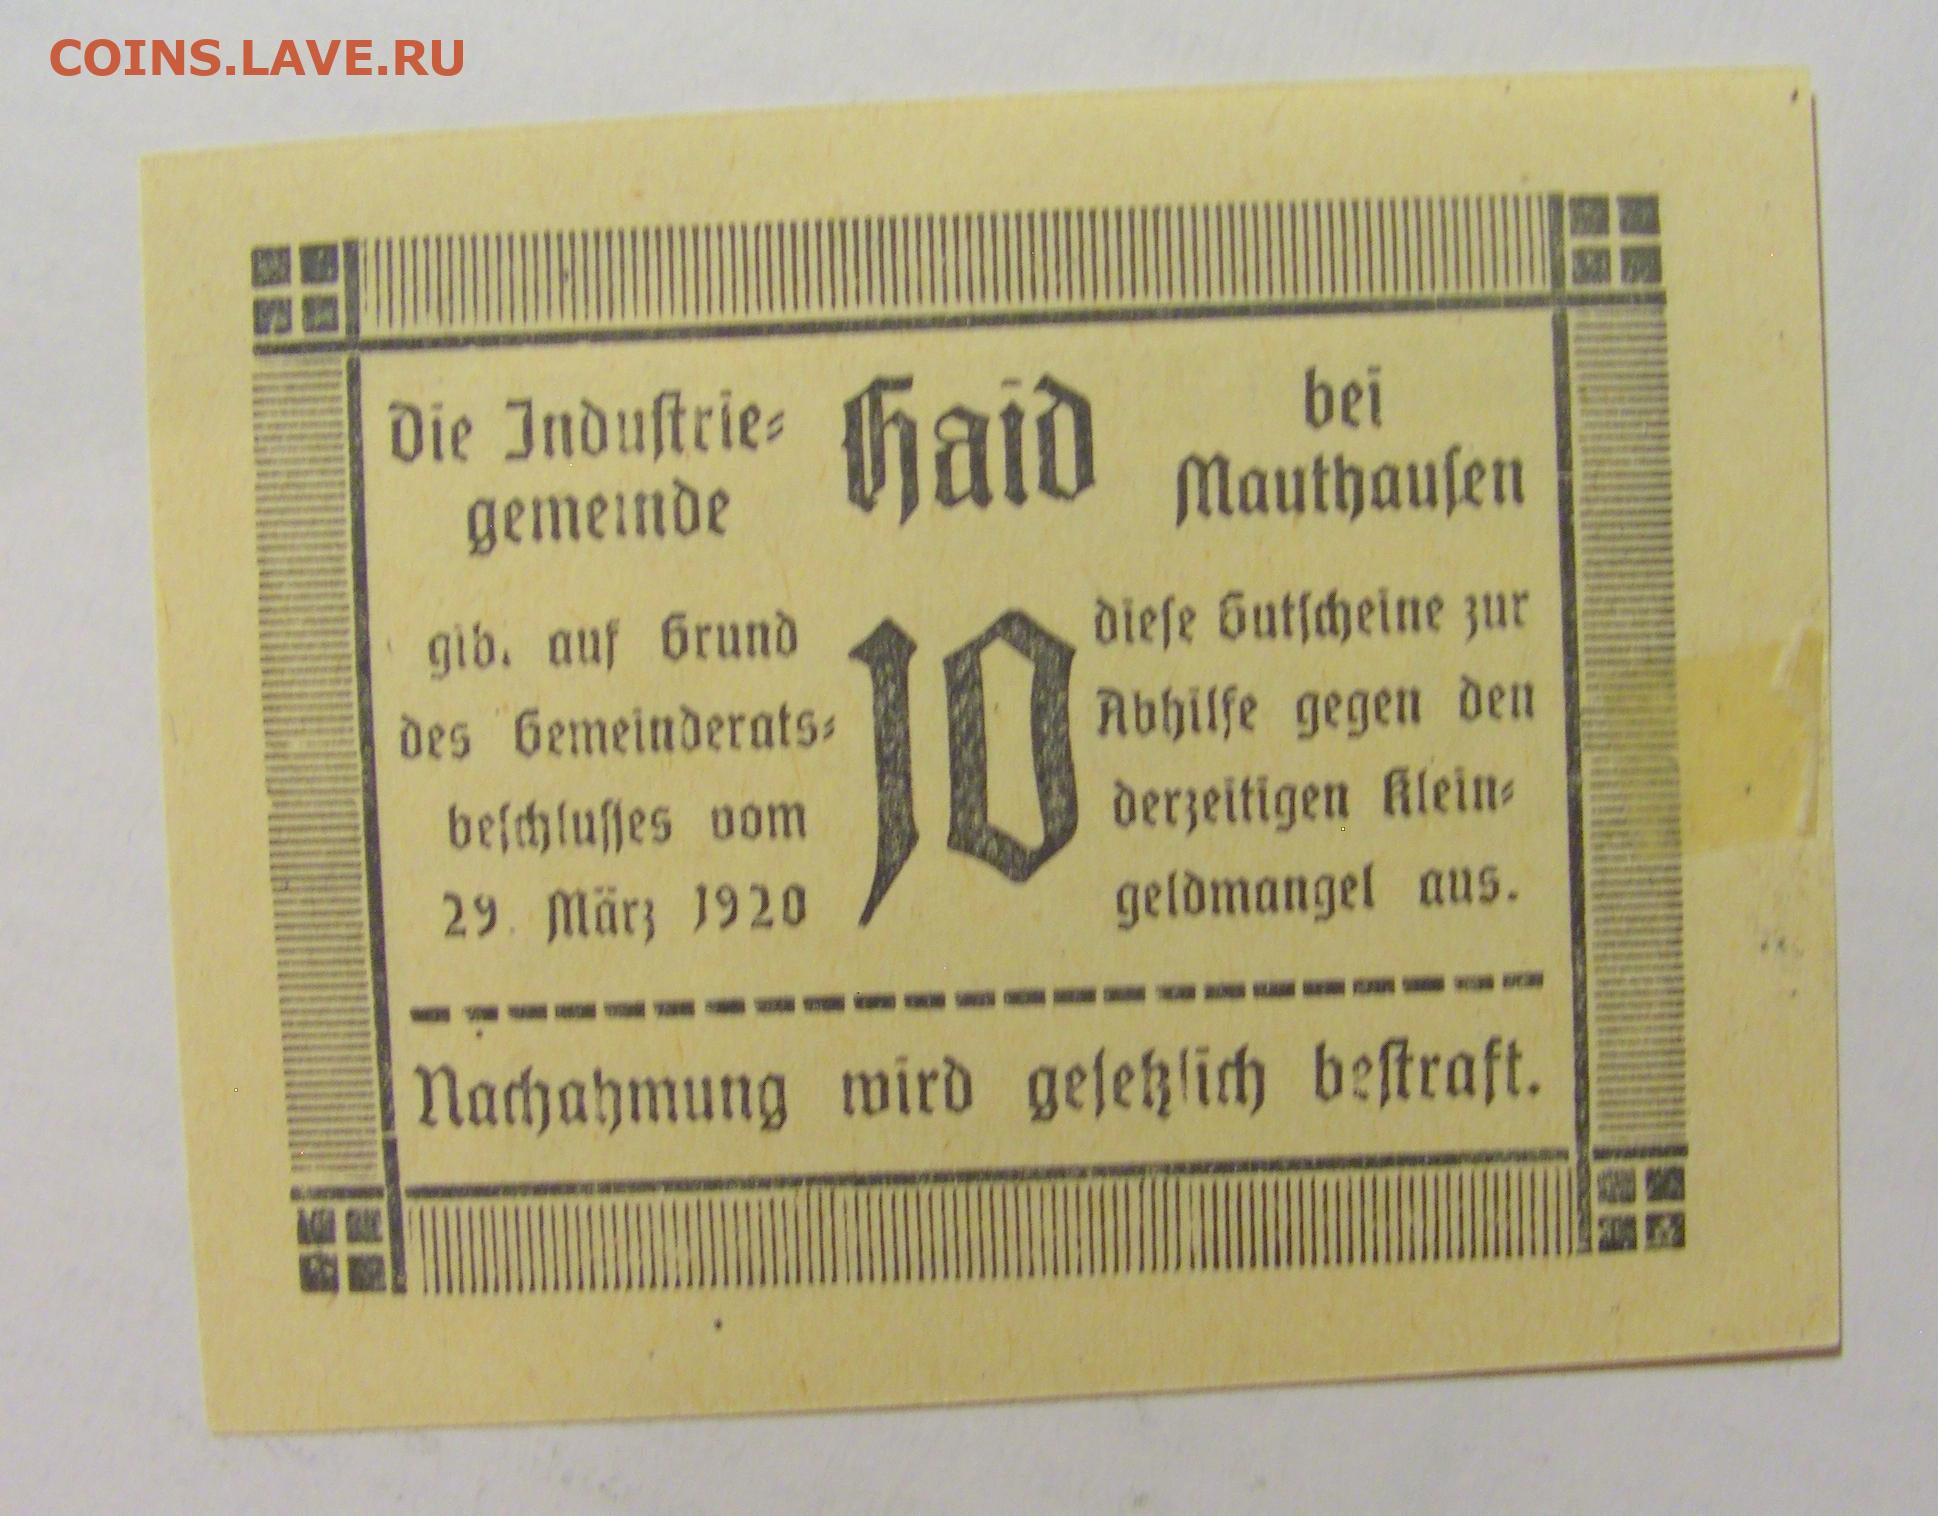 COINS.LAVE.RU
Die Industrie-
gemeinde
Haid
bei
Mauthausen
gib. auf Grund
des Gemeinderats-
beschlusses vom
29. März 1920
10
diese Gutscheine zur
Abhilfe gegen den
derzeitigen Klein-
geldmangel aus.
Nachahmung wird gesetzlich bestraft.